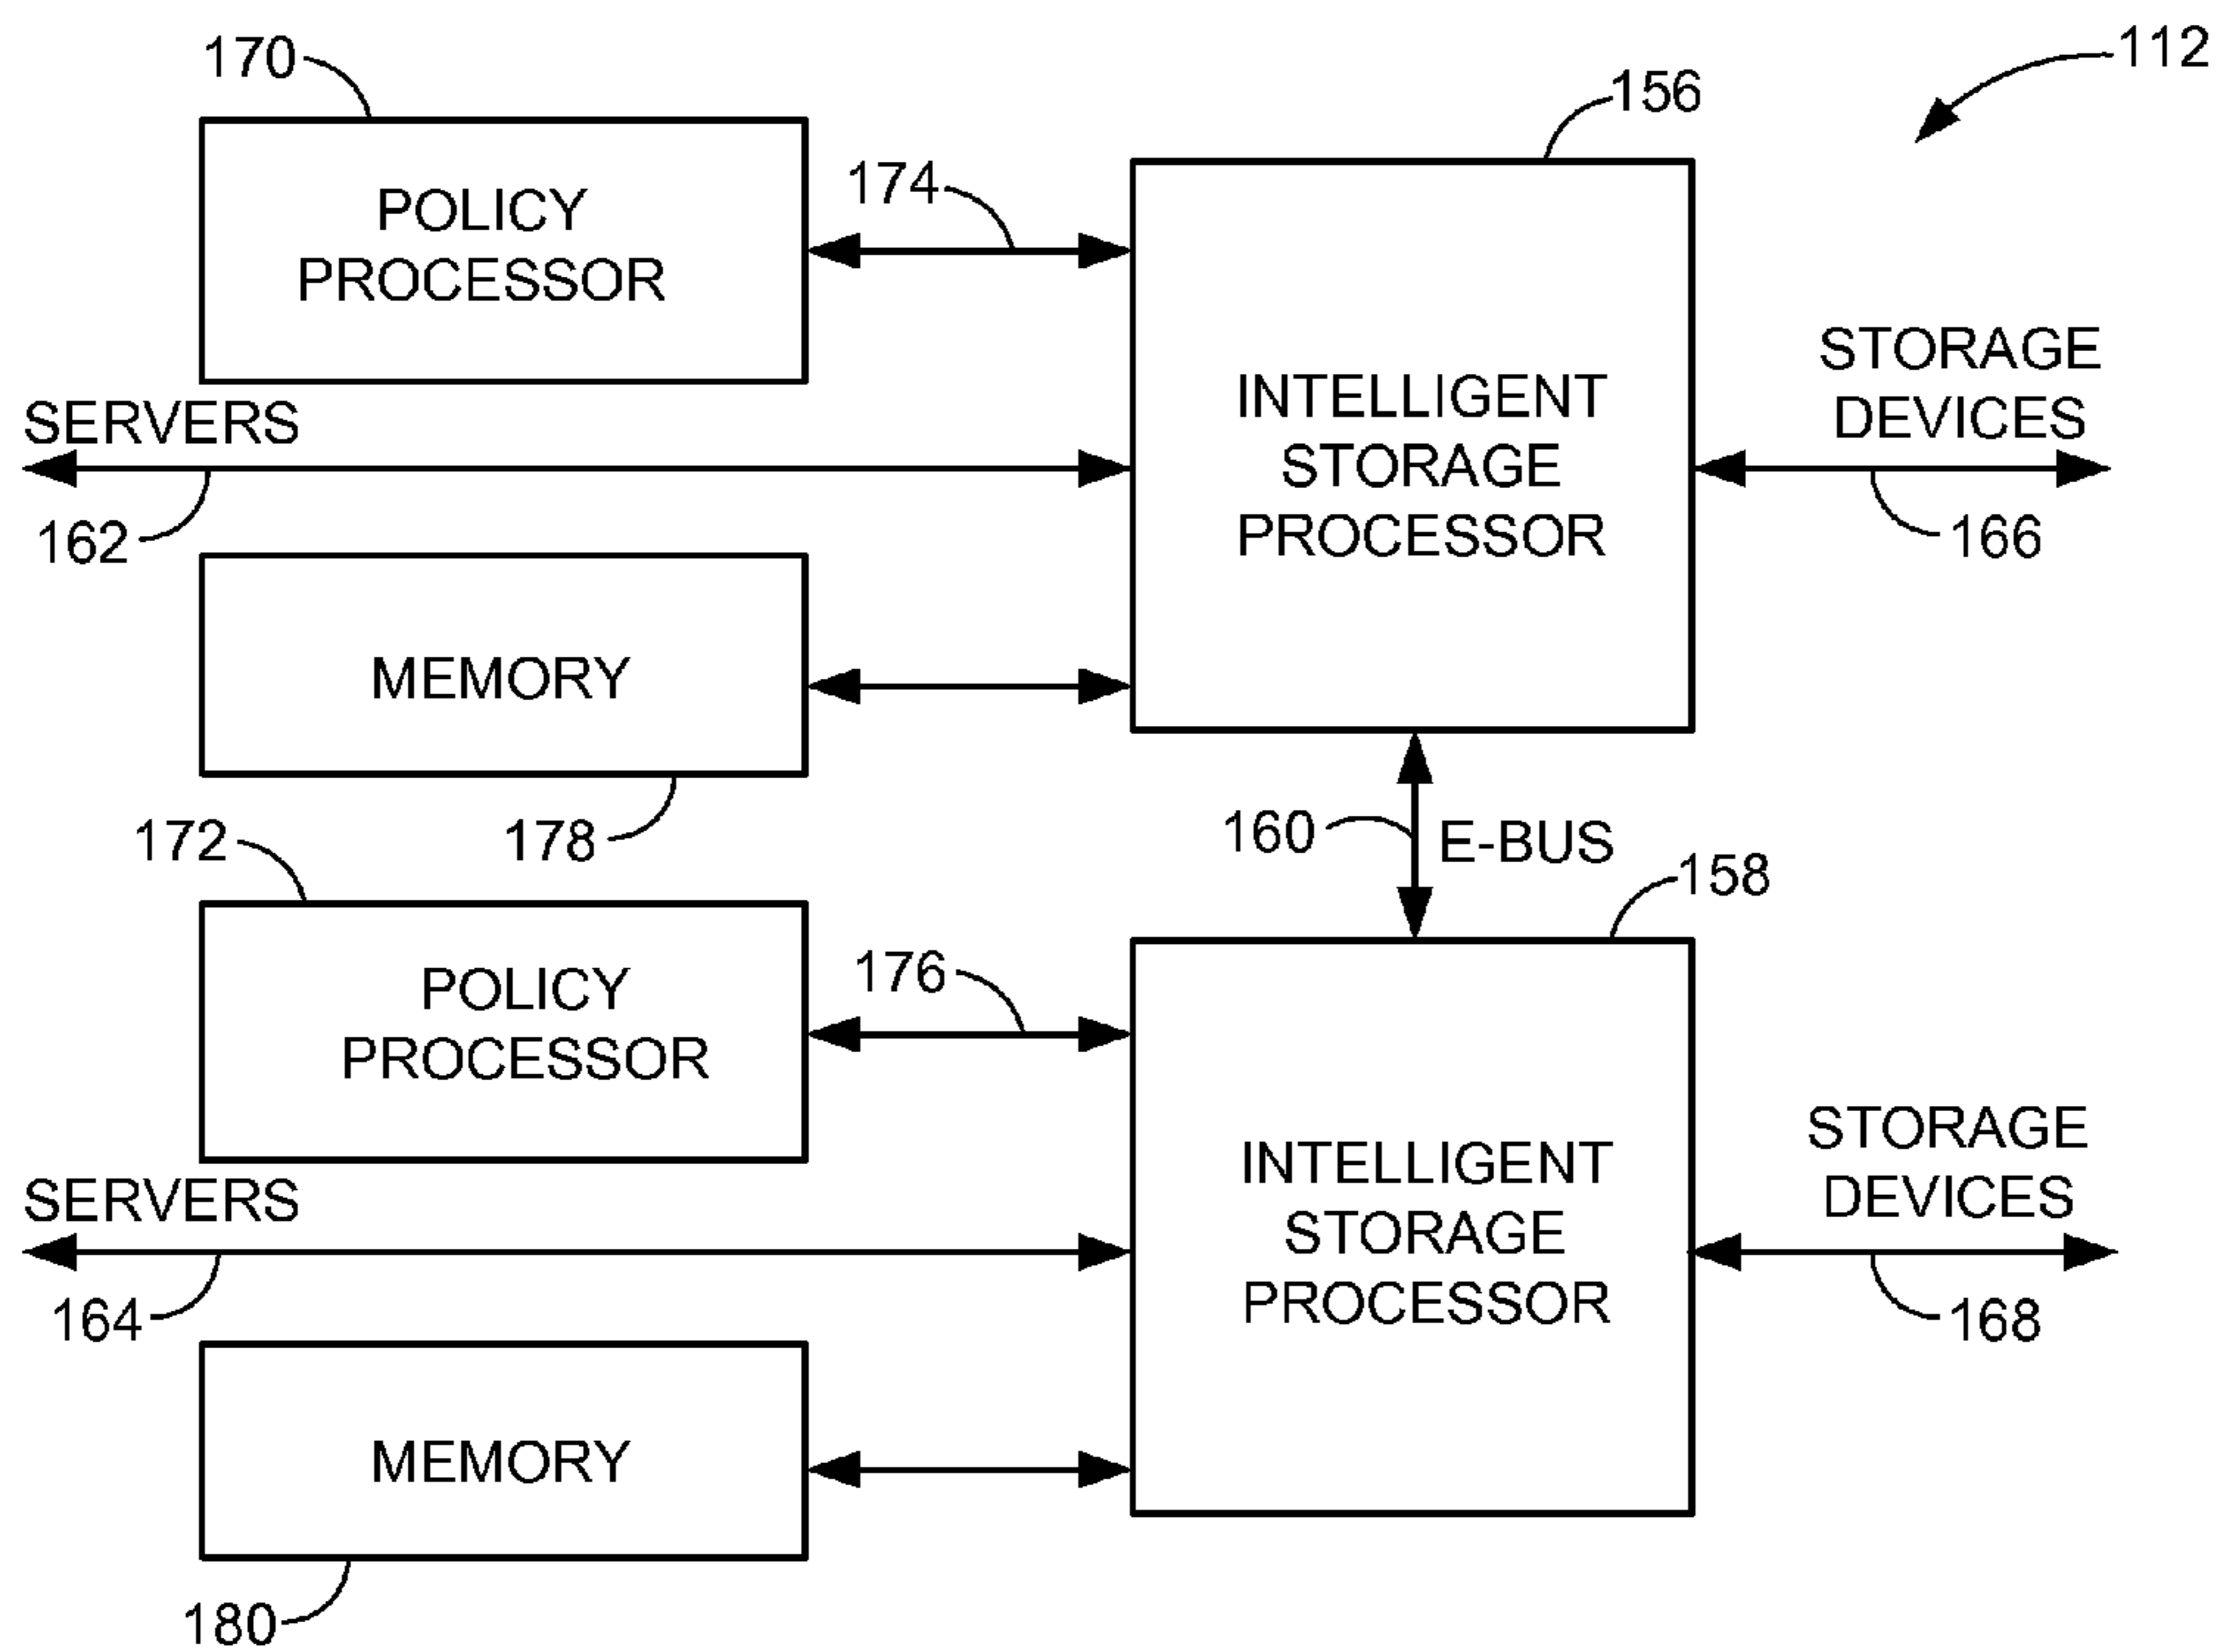 112
170
156
POLICY
PROCESSOR
174
SERVERS
162
INTELLIGENT
STORAGE
PROCESSOR
STORAGE
DEVICES
166
MEMORY
178
160
E-BUS
172
158
POLICY
PROCESSOR
176
SERVERS
164
INTELLIGENT
STORAGE
PROCESSOR
STORAGE
DEVICES
168
MEMORY
180